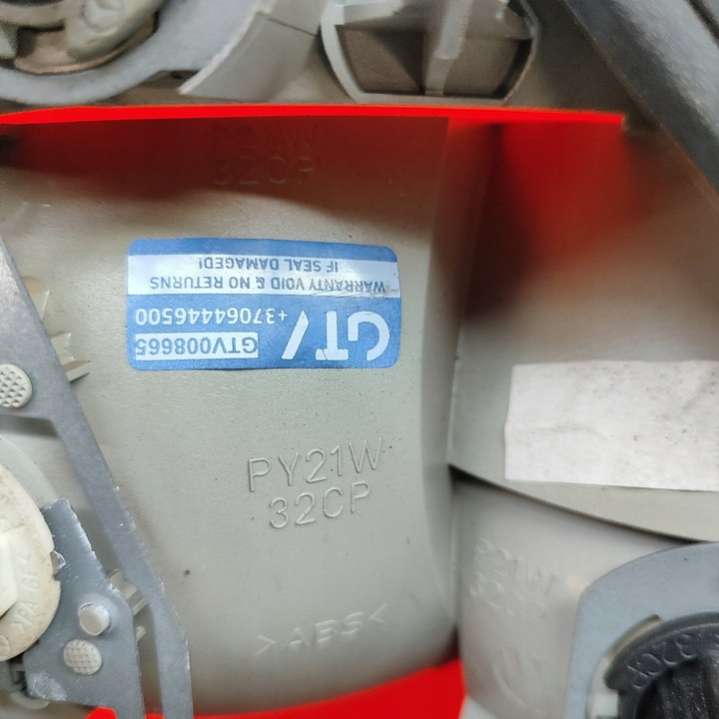 32CP
GTV
GTV008665
+37064446500
WARRANTY VOID & NO RETURNS
IF SEAL DAMAGED!
PY21W
32CP
>ABS<